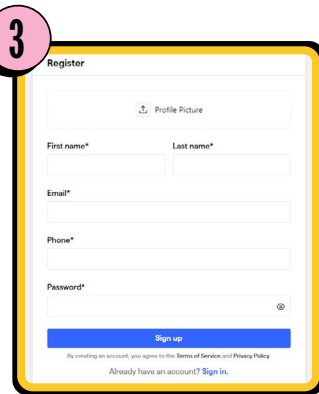 3
Register
Profile Picture
First name* Last name*
Email*
Phone*
Password*
Sign up
By creating an account, you agree to the Terms of Service and Privacy Policy
Already have an account? Sign in.